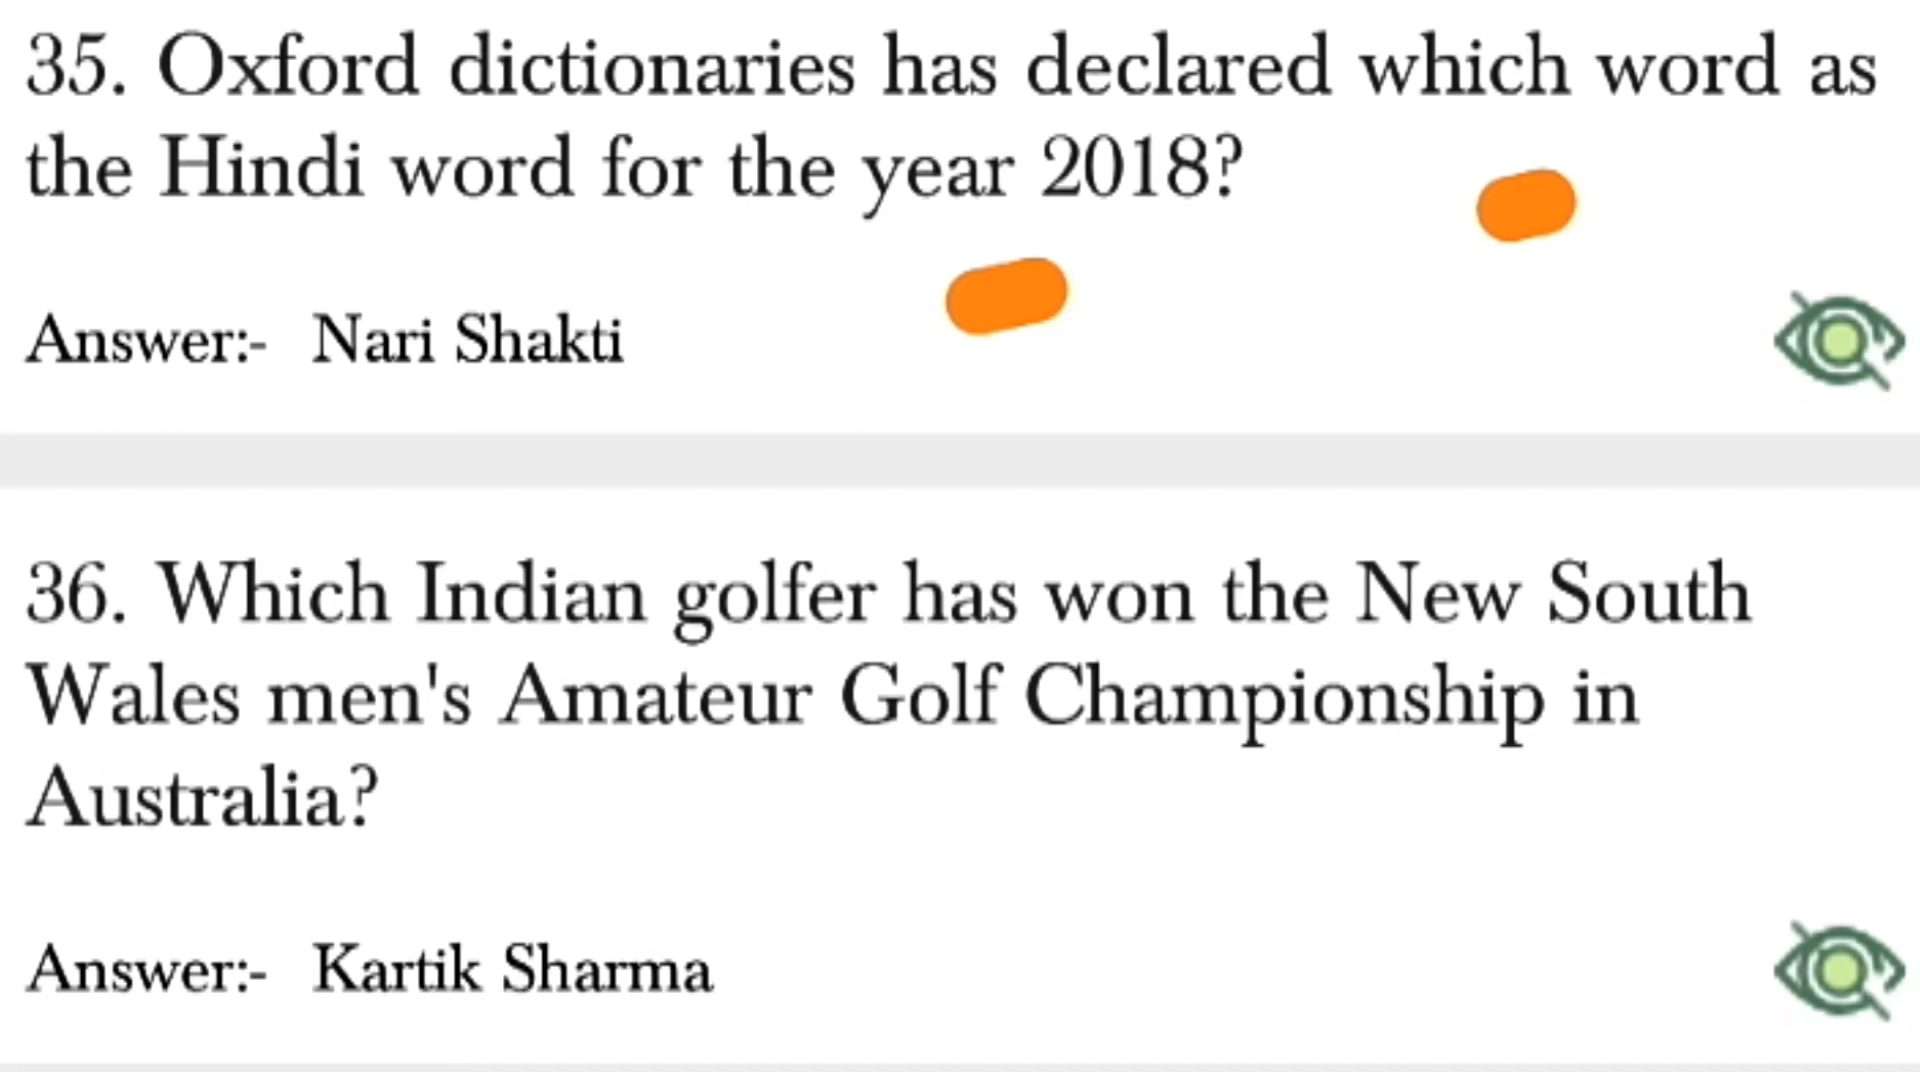 35. Oxford dictionaries has declared which word as
the Hindi word for the year 2018?
Answer:- Nari Shakti
36. Which Indian golfer has won the New South
Wales men's Amateur Golf Championship in
Australia?
Answer:- Kartik Sharma